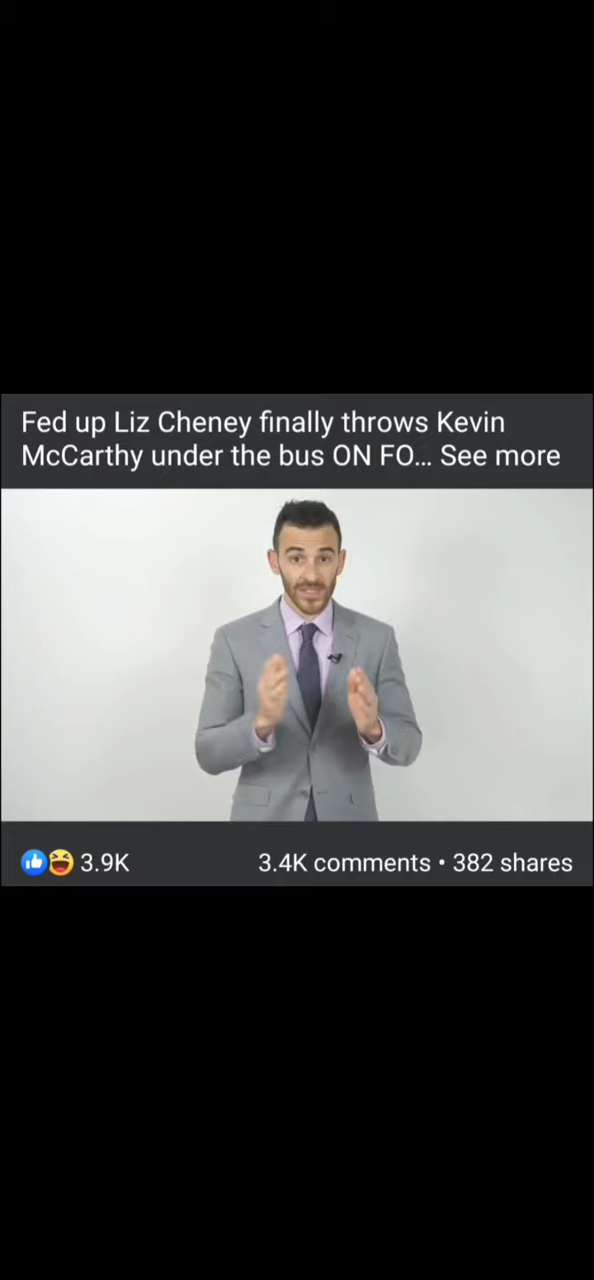 Fed up Liz Cheney finally throws Kevin
McCarthy under the bus ON FO... See more
3.9K
3.4K comments • 382 shares